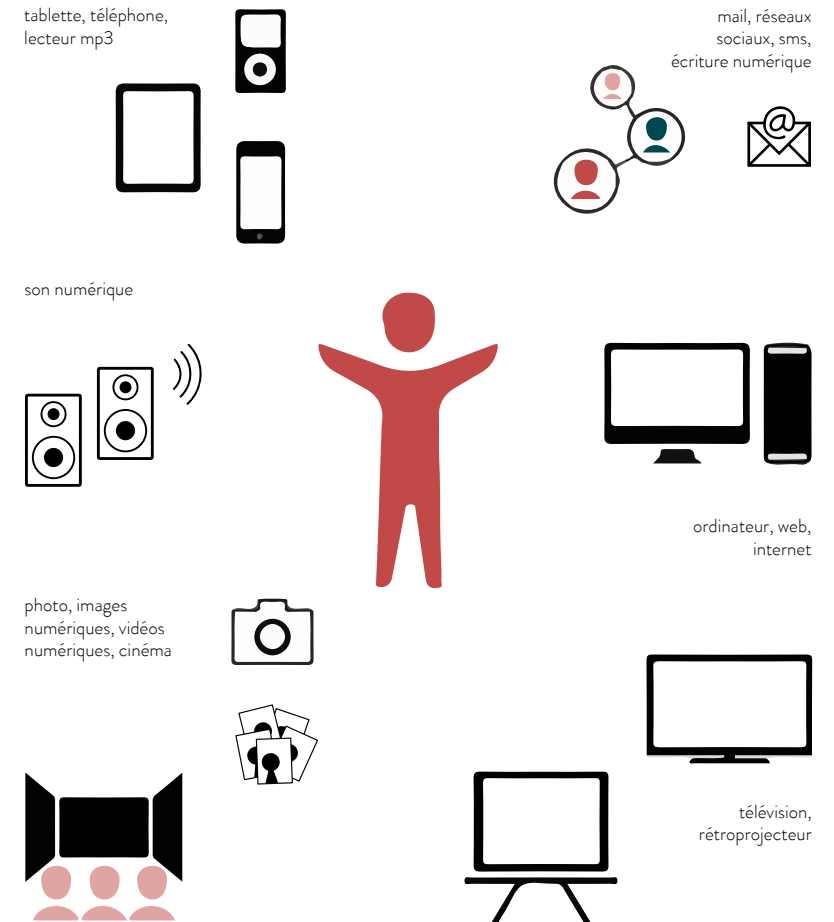 tablette, téléphone,
lecteur mp3
mail, réseaux
sociaux, sms,
écriture numérique
@
son numérique
ordinateur, web,
internet
photo, images
numériques, vidéos
numériques, cinéma
télévision,
rétroprojecteur